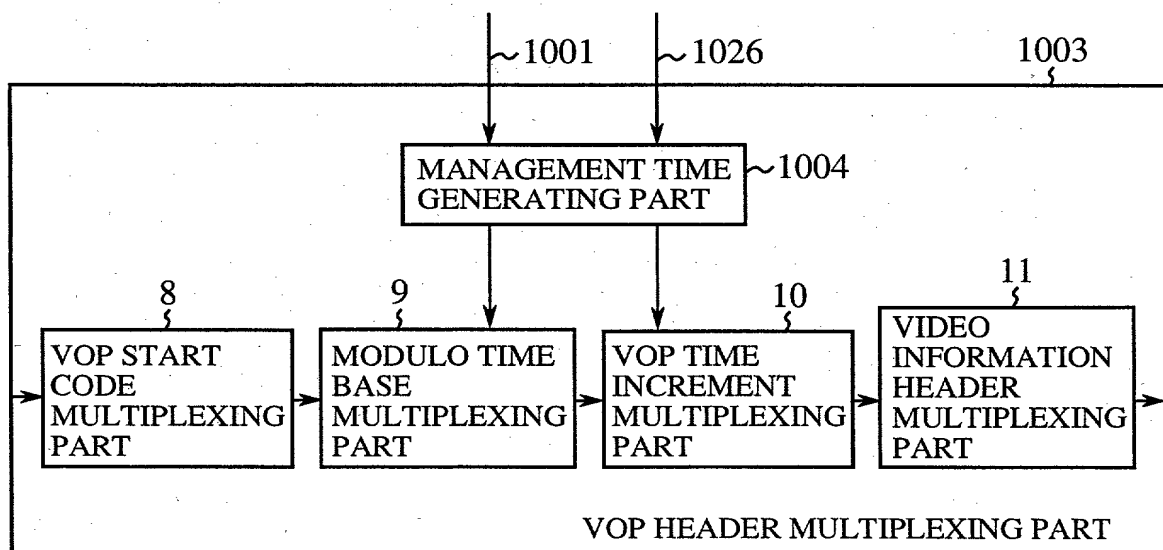 1001
1026
1003
MANAGEMENT TIME
GENERATING PART
1004
8
VOP START
CODE
MULTIPLEXING
PART
9
MODULO TIME
BASE
MULTIPLEXING
PART
10
VOP TIME
INCREMENT
MULTIPLEXING
PART
11
VIDEO
INFORMATION
HEADER
MULTIPLEXING
PART
VOP HEADER MULTIPLEXING PART